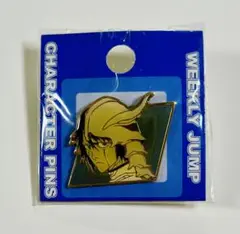 CHARACTER PINS
WEEKLY JUMP